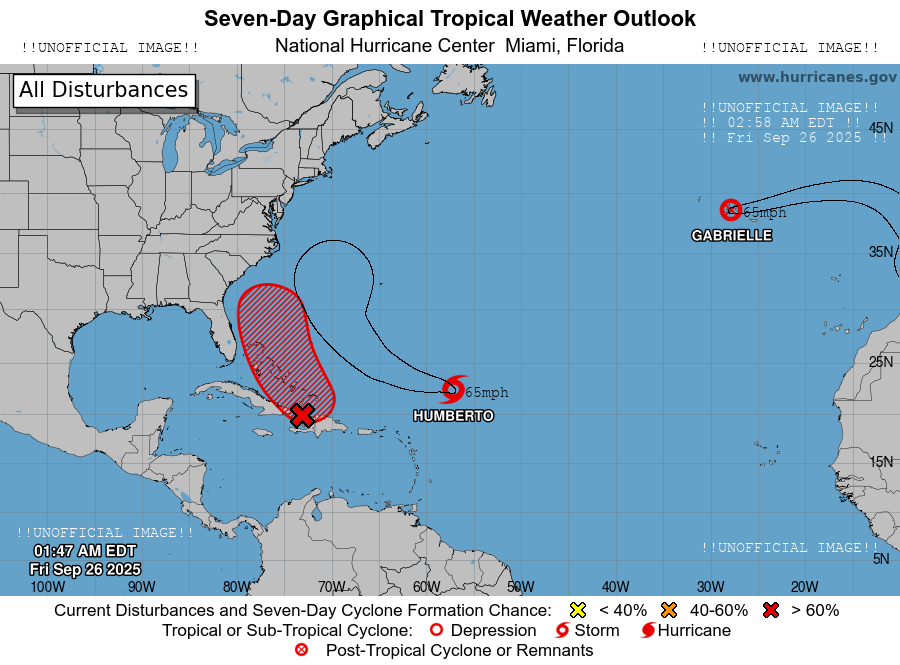 Seven-Day Graphical Tropical Weather Outlook
!!UNOFFICIAL IMAGE!! National Hurricane Center  Miami, Florida !!UNOFFICIAL IMAGE!!
All Disturbances
www.hurricanes.gov
!!UNOFFICIAL IMAGE!!
!! 02:58 AM EDT !!
!! Fri Sep 26 2025 !!
45N
65mph
GABRIELLE
35N
25N
65mph
HUMBERTO
15N
!!UNOFFICIAL IMAGE!!
01:47 AM EDT
Fri Sep 26 2025
!!UNOFFICIAL IMAGE!!
5N
100W 90W 80W 70W 60W 50W 40W 30W 20W
Current Disturbances and Seven-Day Cyclone Formation Chance: < 40% 40-60% > 60%
Tropical or Sub-Tropical Cyclone: Depression Storm Hurricane
Post-Tropical Cyclone or Remnants